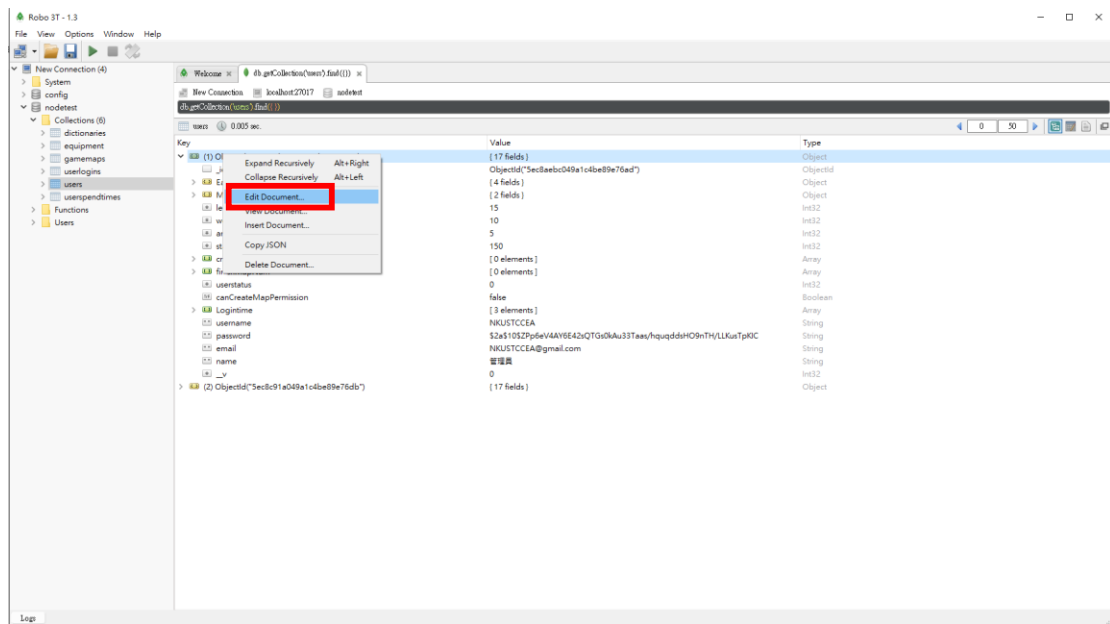 Robo 3T - 1.3
File View Options Window Help
New Connection (4)
System
config
nodetest
Collections (6)
dictionaries
equipment
gamemaps
userlogins
users
userspendtimes
Functions
Users
Welcome
db.getCollection('users').find({})
New Connection localhost:27017 nodetest
db.getCollection('users').find({})
users 0.005 sec.
0 50
Key Value Type
(1) {17 fields} Object
ObjectId("5ec8aebc049a1c4be89e76ad") ObjectId
{4 fields} Object
{2 fields} Object
15 Int32
10 Int32
5 Int32
150 Int32
[0 elements] Array
[0 elements] Array
userstatus 0 Int32
canCreateMapPermission false Boolean
Logintime [3 elements] Array
username NKUSTCCEA String
password String
email NKUSTCCEA@gmail.com String
name 管理員 String
__v 0 Int32
(2) ObjectId("5ec8c91a049a1c4be89e76db") {17 fields} Object
Expand Recursively Alt+Right
Collapse Recursively Alt+Left
Edit Document...
View Document...
Insert Document...
Copy JSON
Delete Document...
Logs